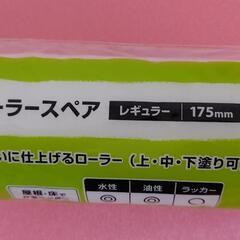 ーラースペア レギュラー 175mm
いに仕上げるローラー（上・中・下塗り可能
水性 油性 ラッカー
屋根・床で
◎ ◎ ○